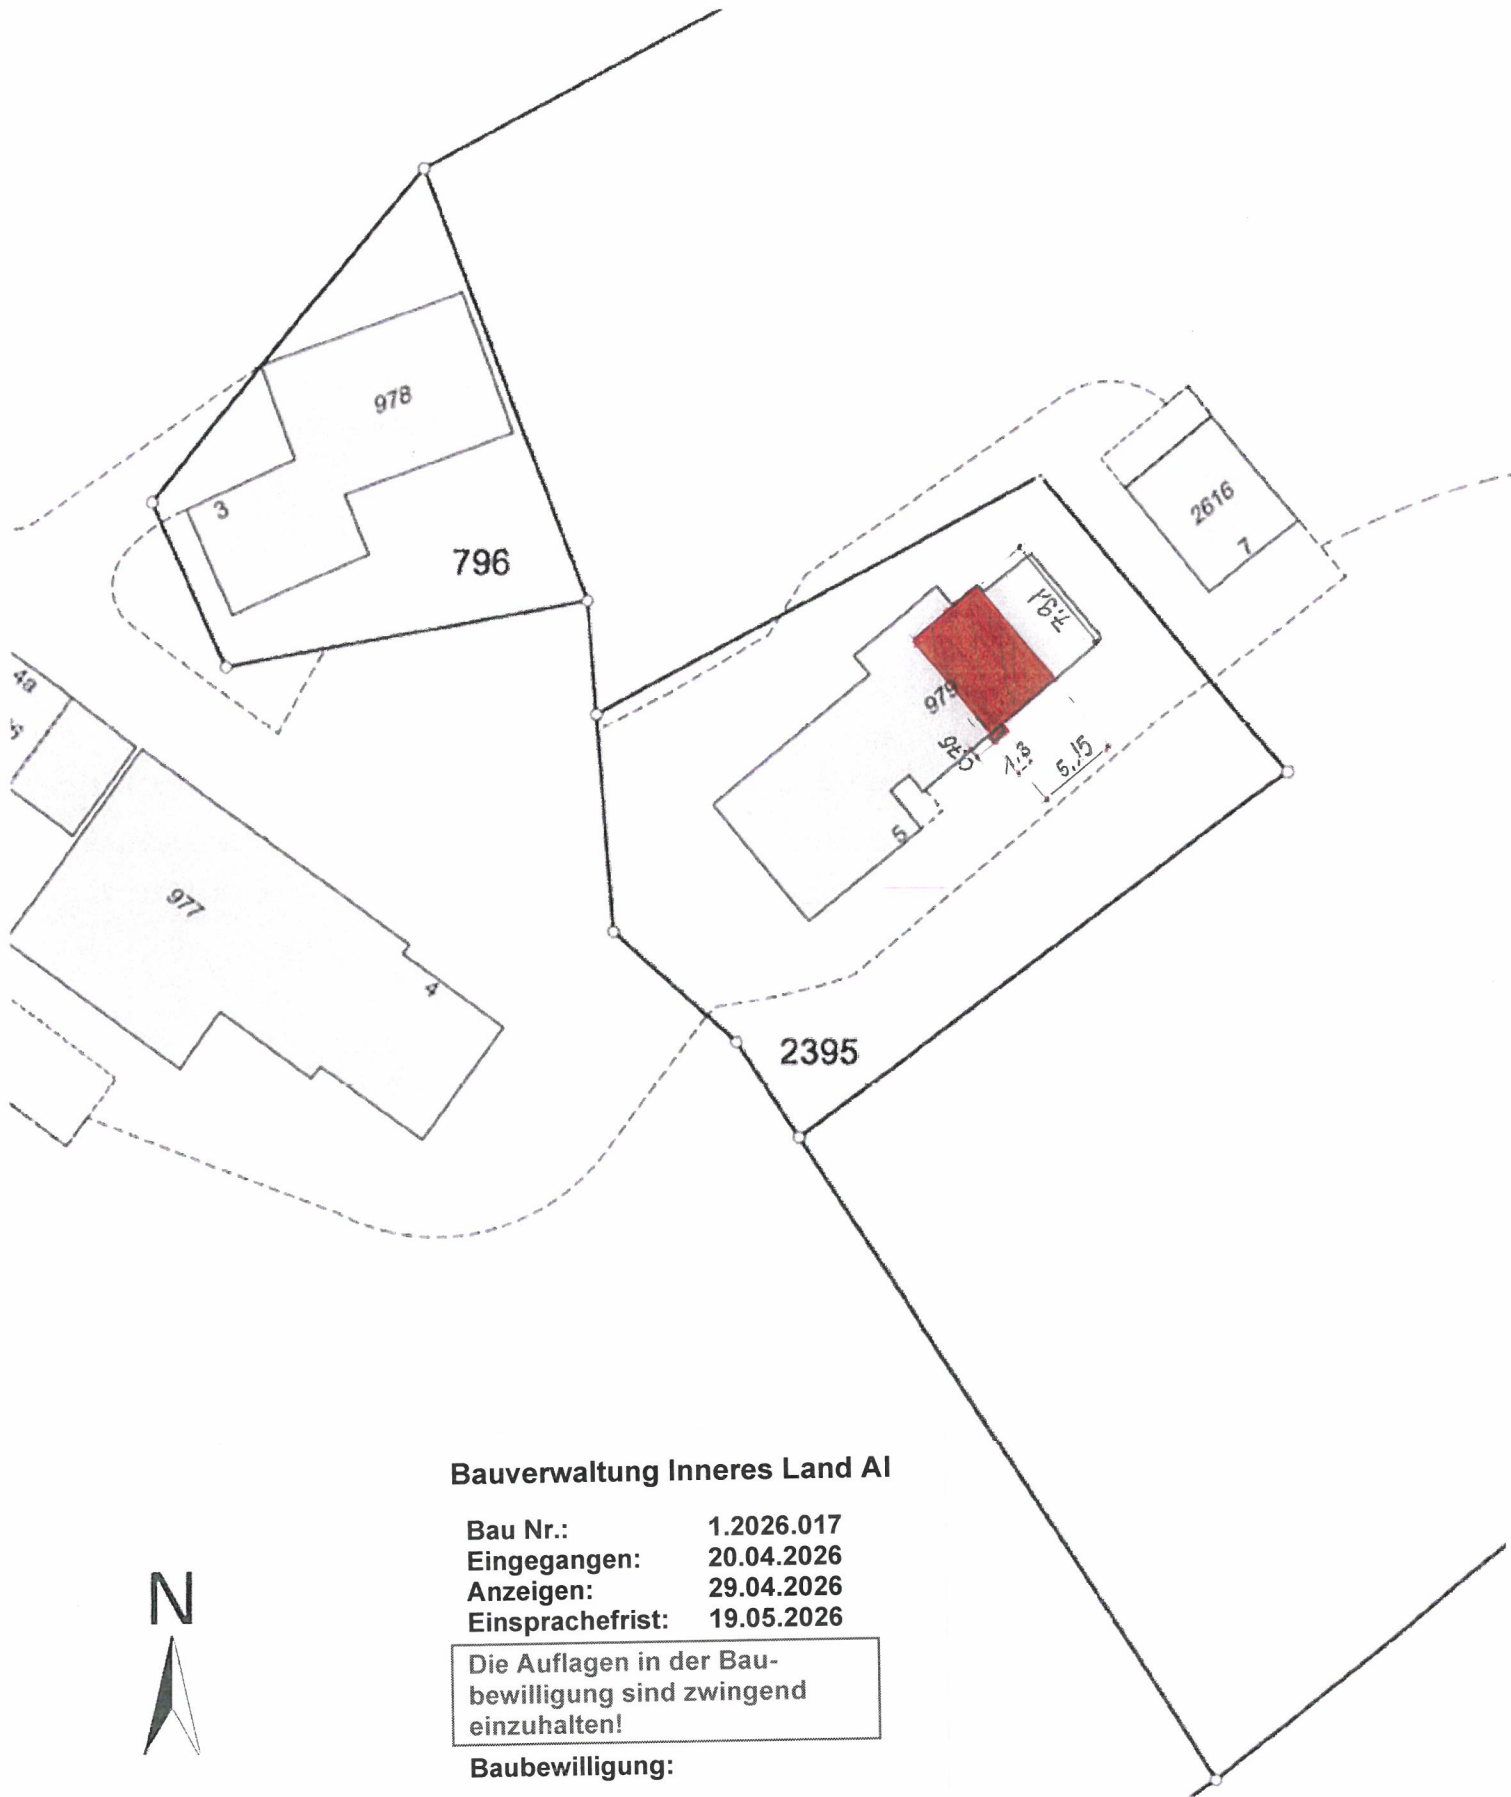 978
3
796
2616
7
7.91
979
0.75
1.3
5.15
5
4a
977
4
2395
Bauverwaltung Inneres Land AI
Bau Nr.: 1.2026.017
Eingegangen: 20.04.2026
Anzeigen: 29.04.2026
Einsprachefrist: 19.05.2026
Die Auflagen in der Bau-
bewilligung sind zwingend
einzuhalten!
Baubewilligung:
N